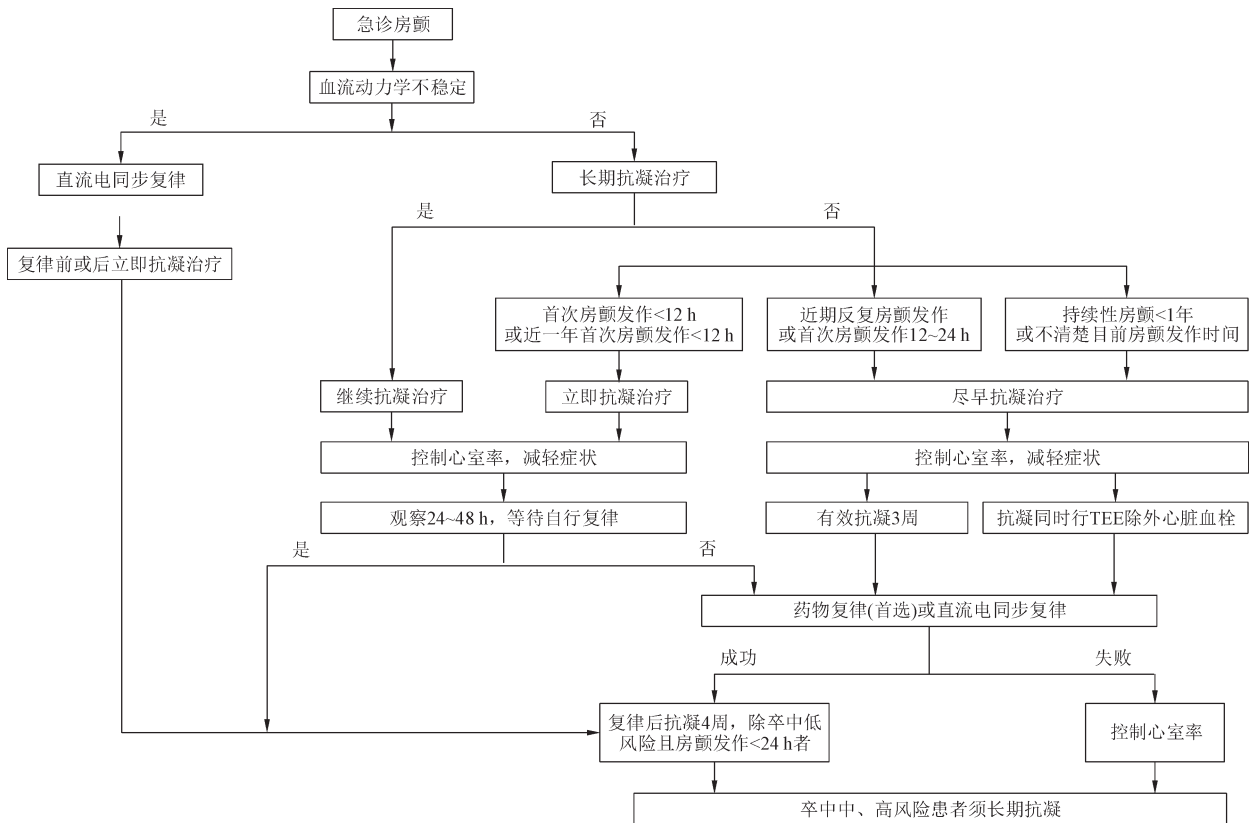 急诊房颤
血流动力学不稳定
是
否
直流电同步复律
长期抗凝治疗
是
否
复律前或后立即抗凝治疗
首次房颤发作<12 h
或近一年首次房颤发作<12 h
近期反复房颤发作
或首次房颤发作12~24 h
持续性房颤<1年
或不清楚目前房颤发作时间
继续抗凝治疗
立即抗凝治疗
尽早抗凝治疗
控制心室率，减轻症状
控制心室率，减轻症状
观察24~48 h，等待自行复律
有效抗凝3周
抗凝同时行TEE除外心脏血栓
是
否
药物复律(首选)或直流电同步复律
成功
失败
复律后抗凝4周，除卒中低
风险且房颤发作<24 h者
控制心室率
卒中中、高风险患者须长期抗凝